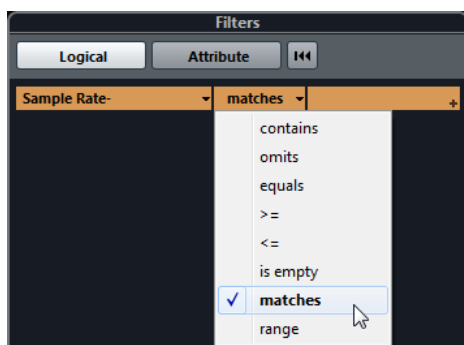 Filters
Logical Attribute
Sample Rate- matches +
contains
omits
equals
>=
<=
is empty
✓ matches
range